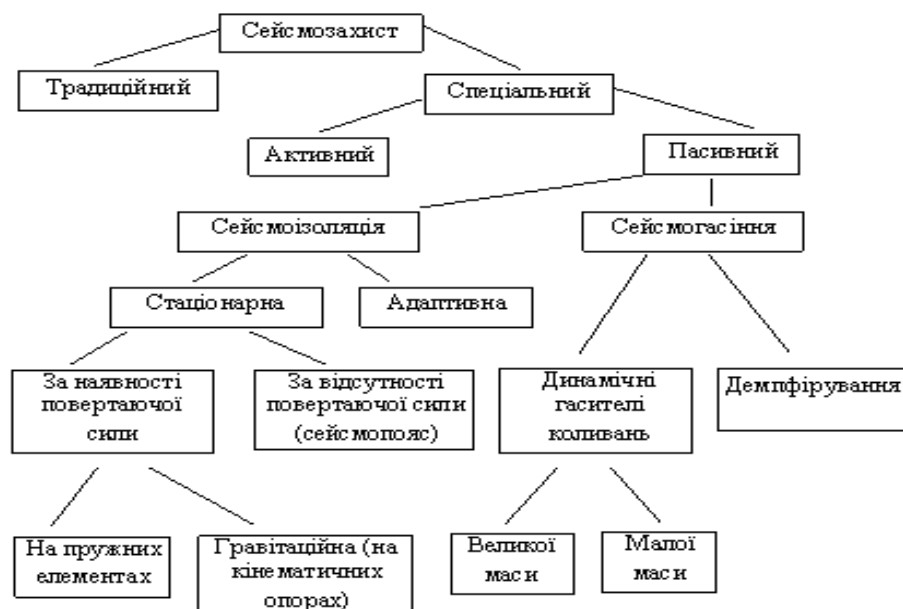 Сейсмозахист
Традиційний
Спеціальний
Активний
Пасивний
Сейсмоізоляція
Сейсмогасіння
Стаціонарна
Адаптивна
За наявності
повертаючої
сили
За відсутності
повертаючої сили
(сейсмопояс)
Динамічні
гасителі
коливань
Демпфірування
На пружних
елементах
Гравітаційна (на
кінематичних
опорах)
Великої
маси
Малої
маси